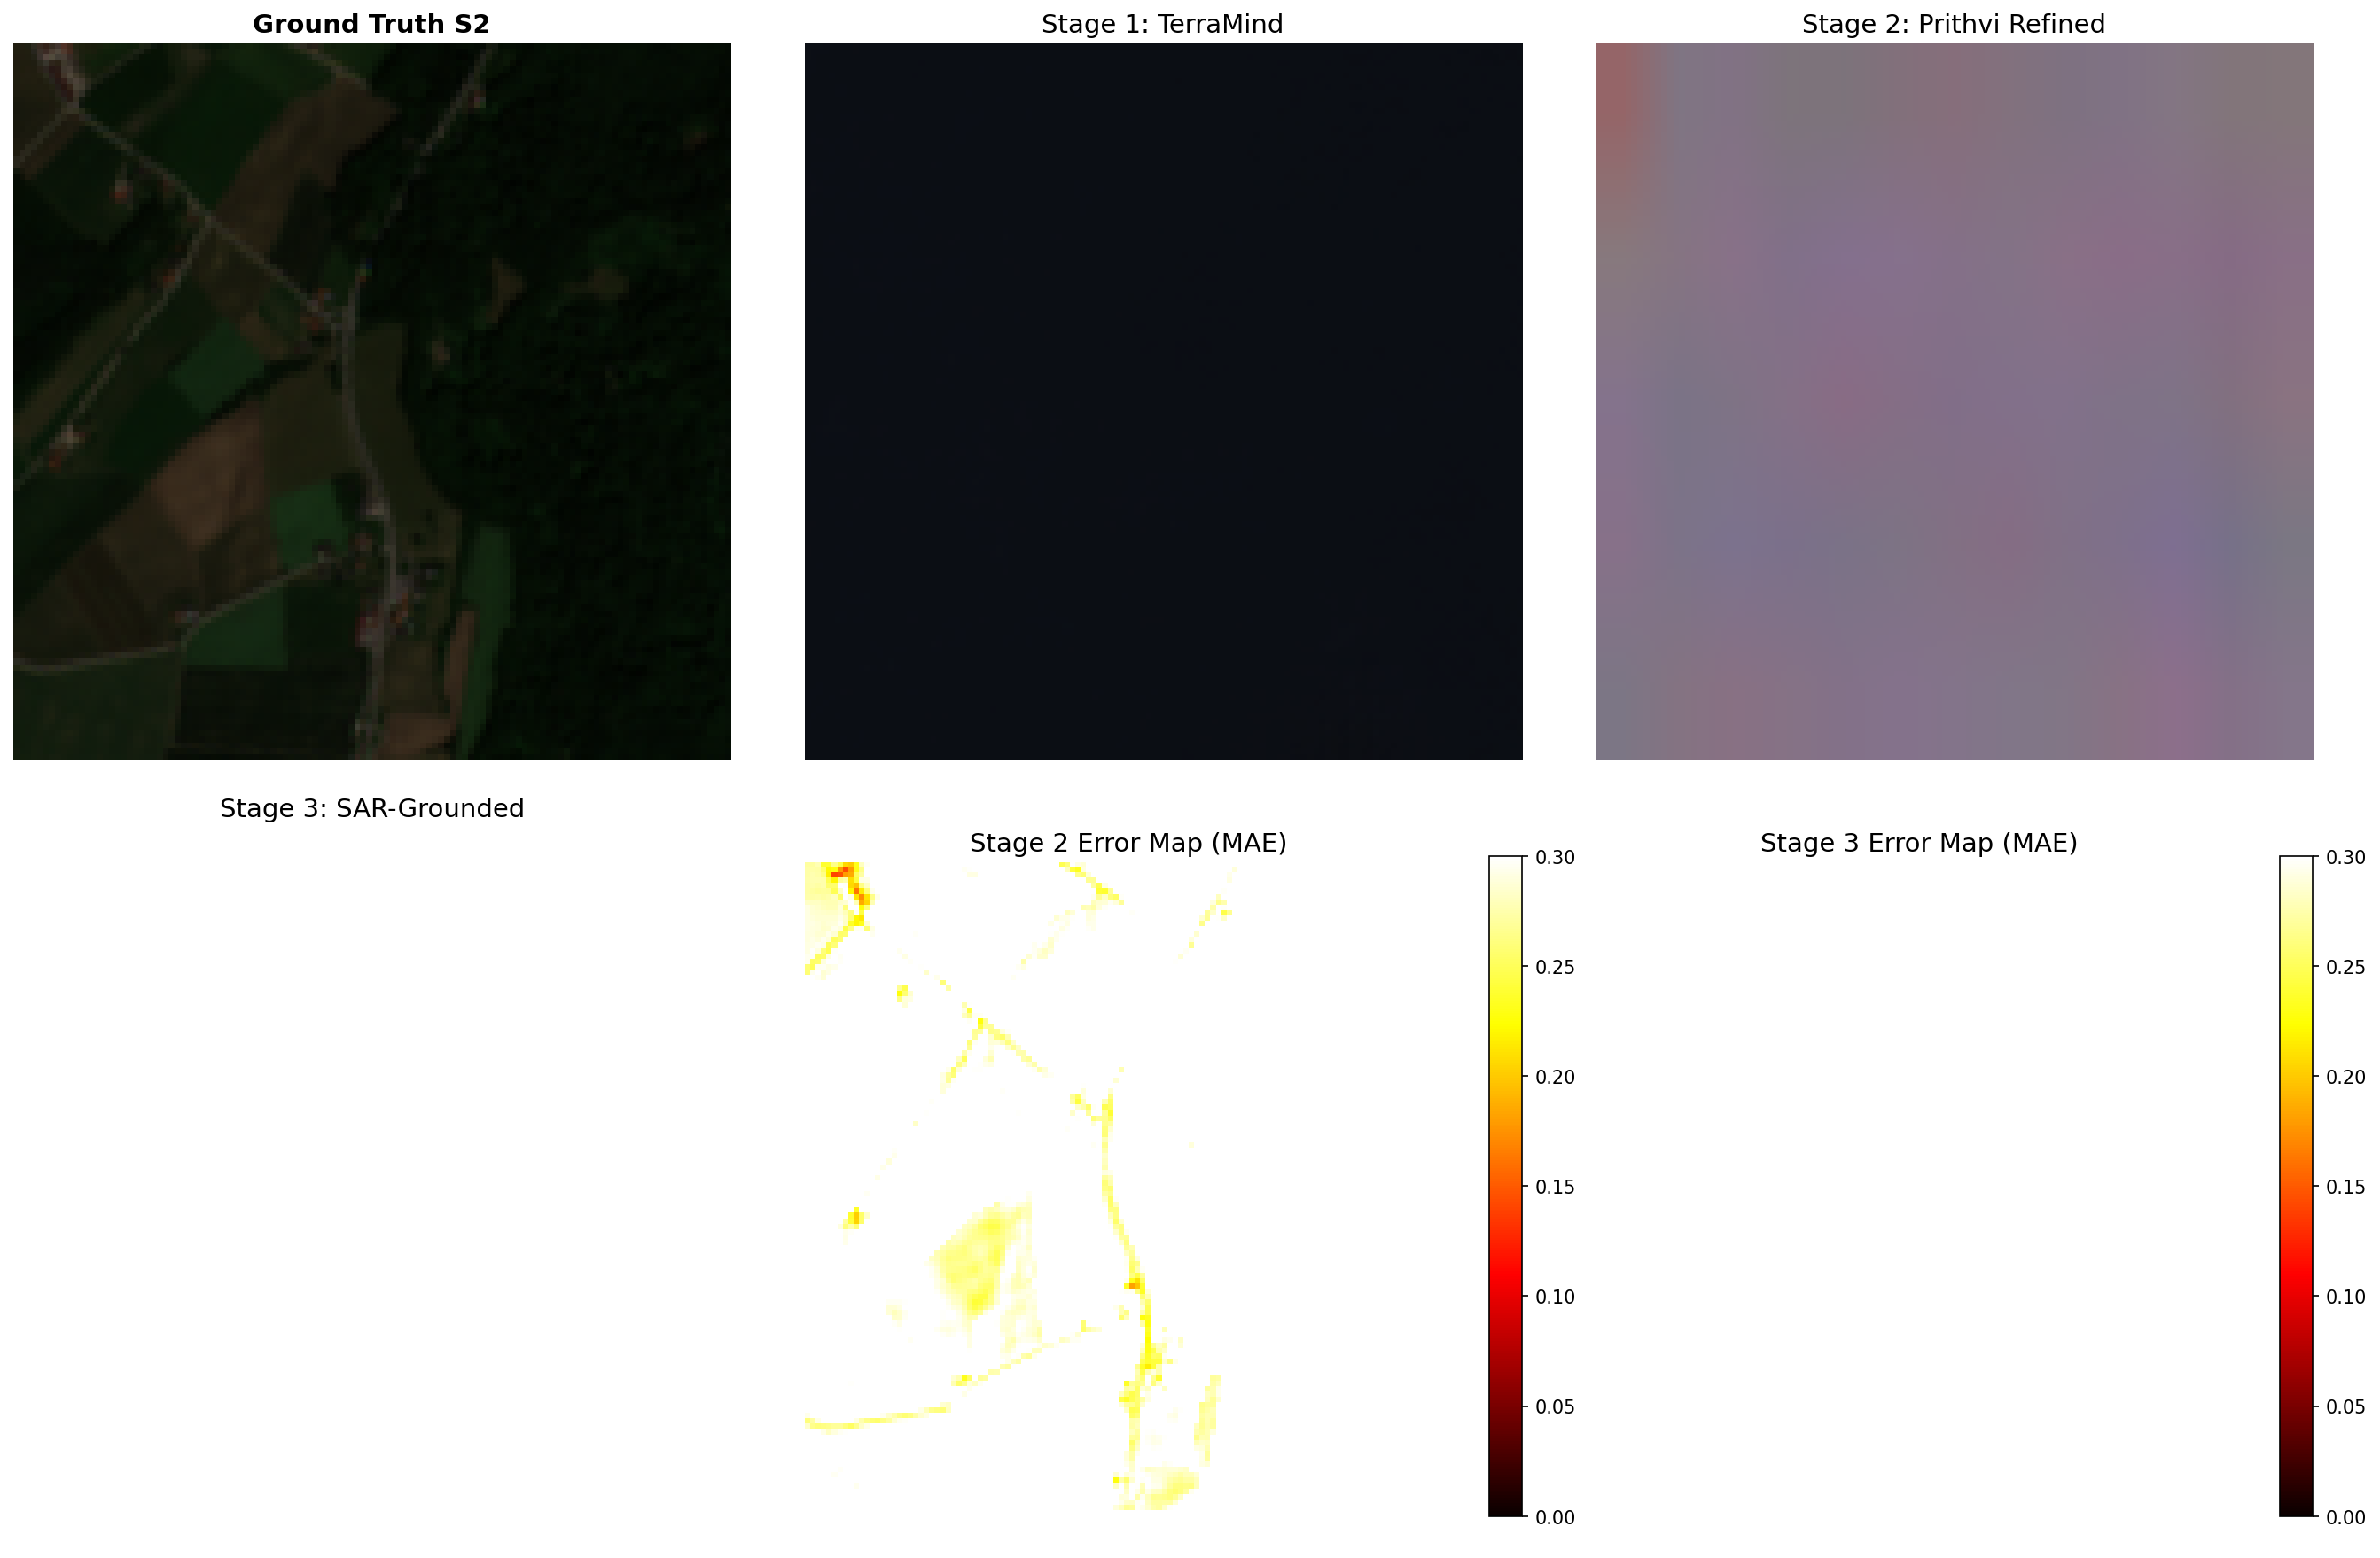 Ground Truth S2
Stage 1: TerraMind
Stage 2: Prithvi Refined
Stage 3: SAR-Grounded
Stage 2 Error Map (MAE)
0.30
0.25
0.20
0.15
0.10
0.05
0.00
Stage 3 Error Map (MAE)
0.30
0.25
0.20
0.15
0.10
0.05
0.00